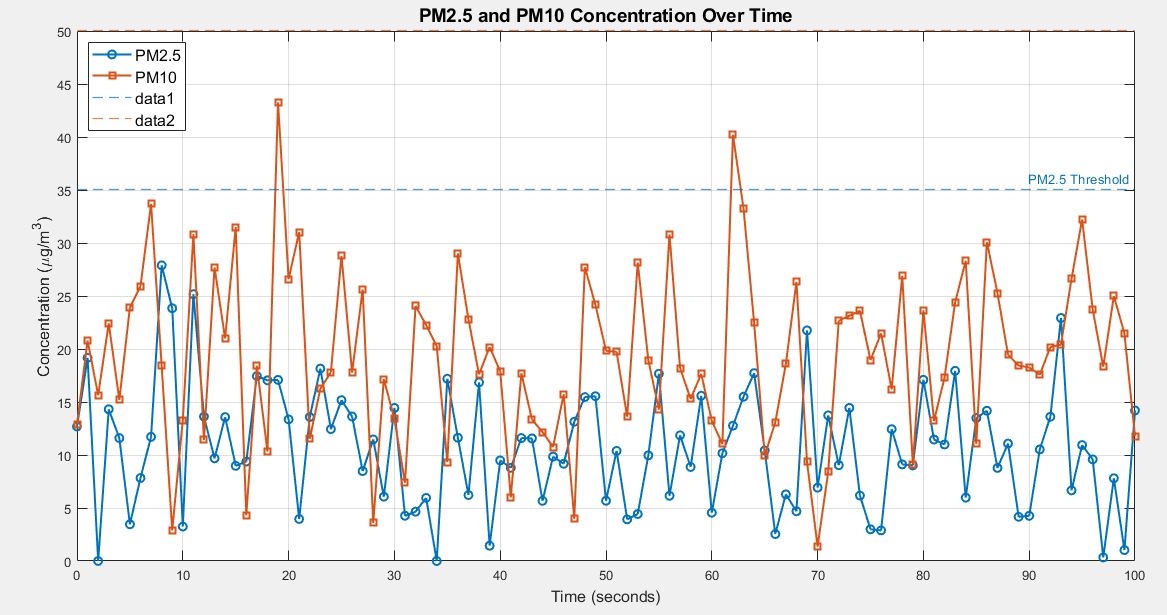 PM2.5 and PM10 Concentration Over Time
50
45
40
35
30
25
20
15
10
5
0
Concentration (μg/m³)
PM2.5
PM10
data1
data2
PM2.5 Threshold
0 10 20 30 40 50 60 70 80 90 100
Time (seconds)